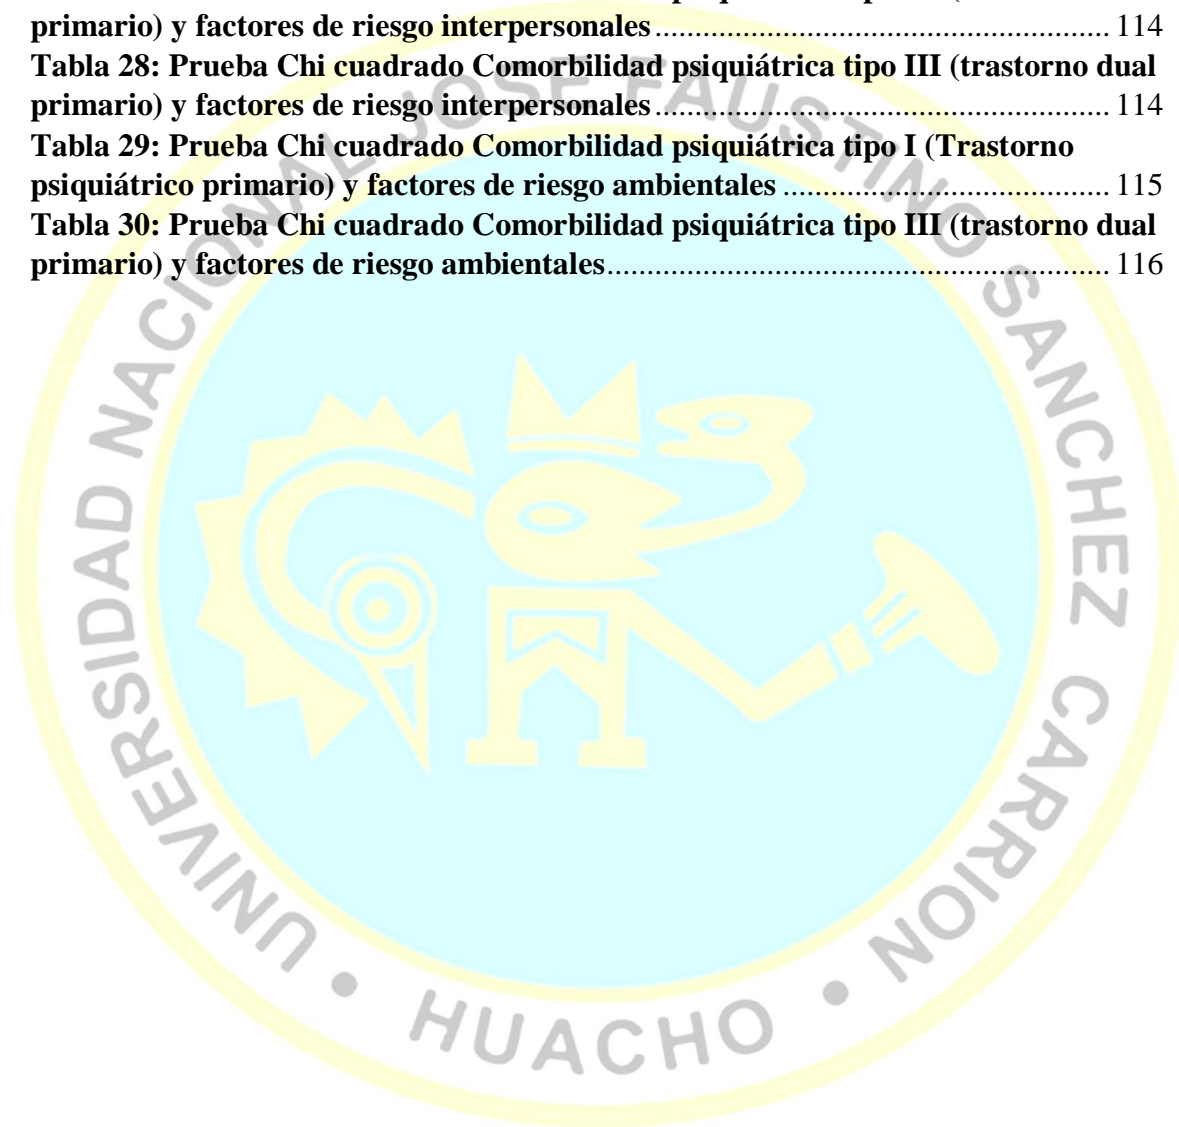 primario) y factores de riesgo interpersonales.......................................................... 114
Tabla 28: Prueba Chi cuadrado Comorbilidad psiquiátrica tipo III (trastorno dual
primario) y factores de riesgo interpersonales.......................................................... 114
Tabla 29: Prueba Chi cuadrado Comorbilidad psiquiátrica tipo I (Trastorno
psiquiátrico primario) y factores de riesgo ambientales.......................................... 115
Tabla 30: Prueba Chi cuadrado Comorbilidad psiquiátrica tipo III (trastorno dual
primario) y factores de riesgo ambientales................................................................ 116
UNIVERSIDAD NACIONAL JOSE FAUSTINO SANCHEZ CARRION
• HUACHO •